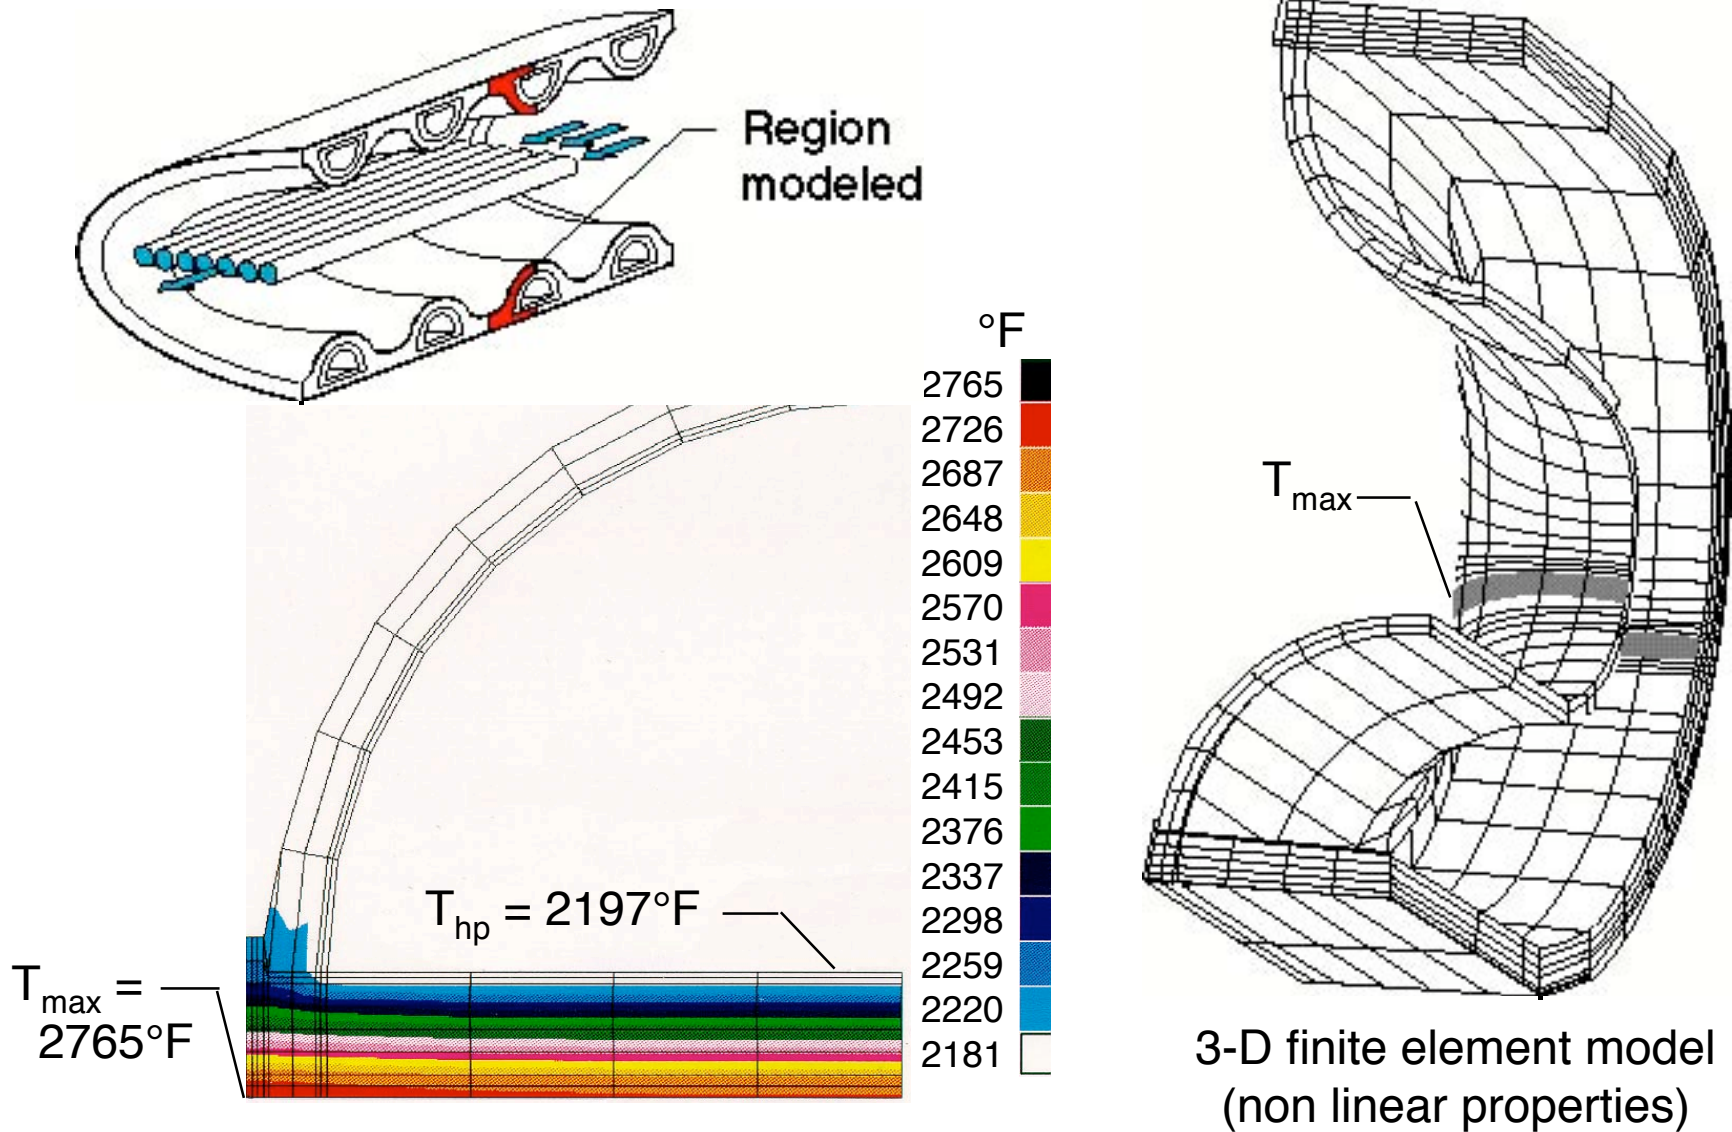 Region
modeled
°F
2765
2726
2687
2648
2609
2570
2531
2492
2453
2415
2376
2337
2298
2259
2220
2181
T_hp = 2197°F
T_max =
2765°F
T_max
3-D finite element model
(non linear properties)